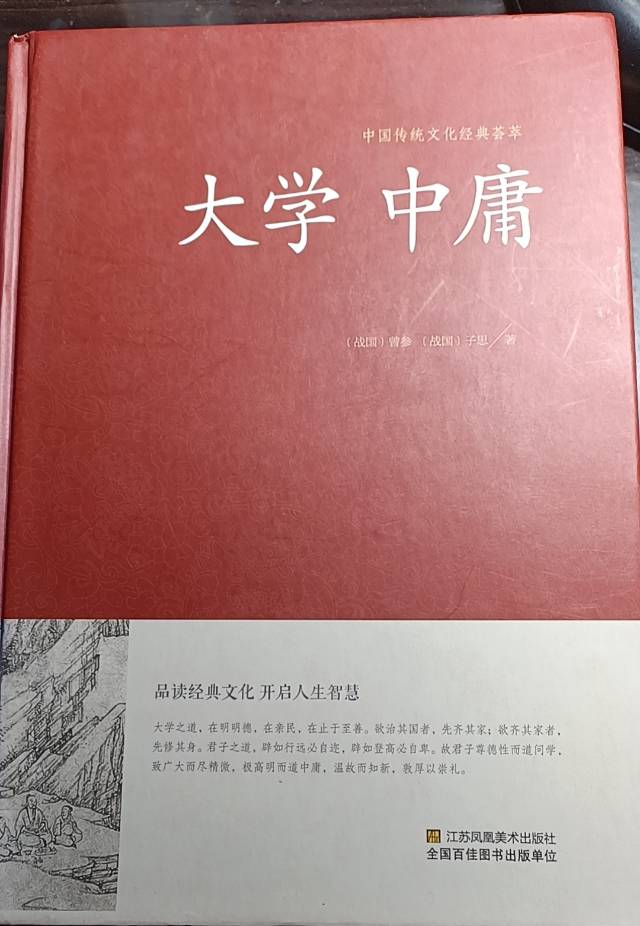 中国传统文化经典荟萃
大学 中庸
（战国）曾参 （战国）子思／著
品读经典文化 开启人生智慧
大学之道，在明明德，在亲民，在止于至善。欲治其国者，先齐其家；欲齐其家者，
先修其身。君子之道，辟如行远必自迩，辟如登高必自卑。故君子尊德性而道问学，
致广大而尽精微，极高明而道中庸，温故而知新，敦厚以崇礼。
江苏凤凰美术出版社
全国百佳图书出版单位